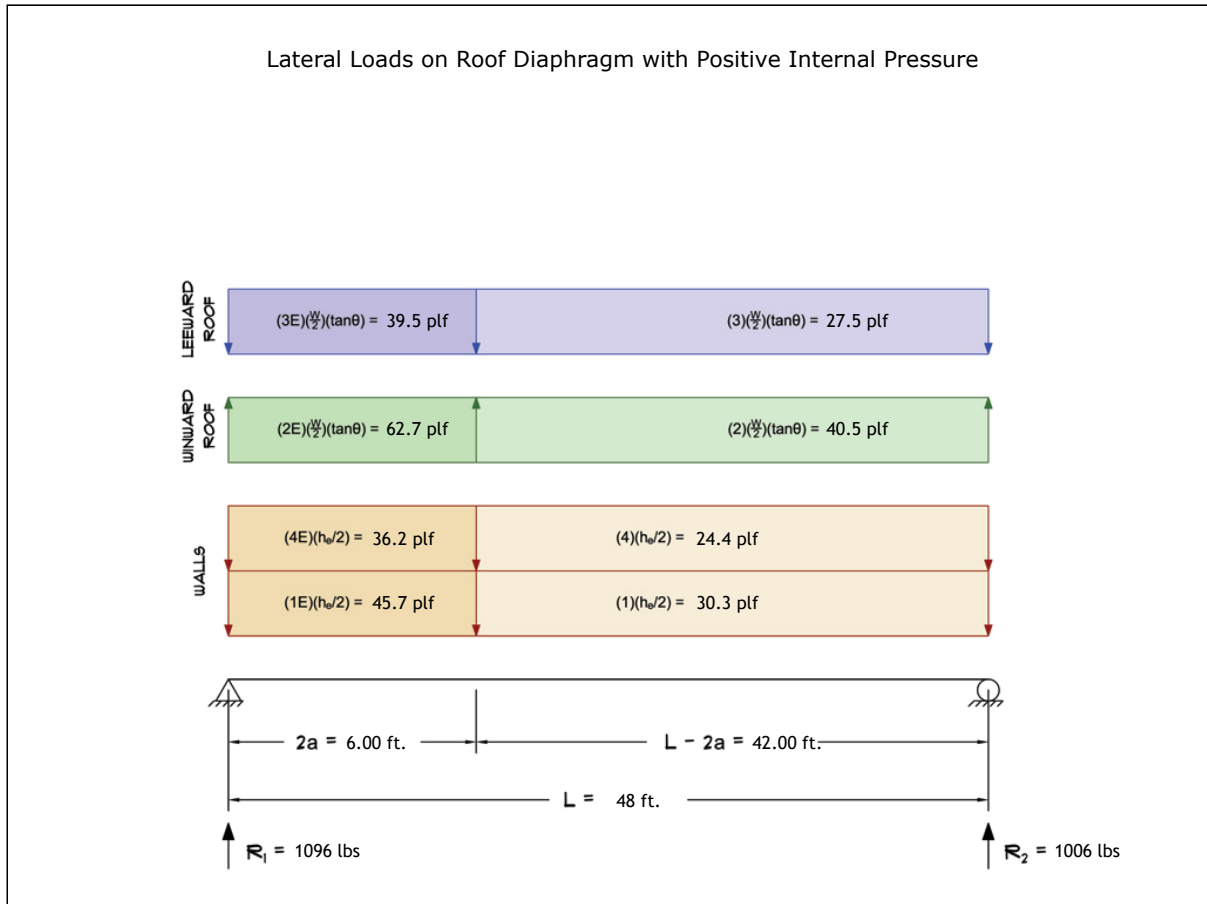 Lateral Loads on Roof Diaphragm with Positive Internal Pressure
LEEWARD
ROOF
(3E)(W/2)(tanθ) = 39.5 plf
(3)(W/2)(tanθ) = 27.5 plf
WINWARD
ROOF
(2E)(W/2)(tanθ) = 62.7 plf
(2)(W/2)(tanθ) = 40.5 plf
WALLS
(4E)(hₑ/2) = 36.2 plf
(4)(hₑ/2) = 24.4 plf
(1E)(hₑ/2) = 45.7 plf
(1)(hₑ/2) = 30.3 plf
2a = 6.00 ft.
L - 2a = 42.00 ft.
L = 48 ft.
R₁ = 1096 lbs
R₂ = 1006 lbs